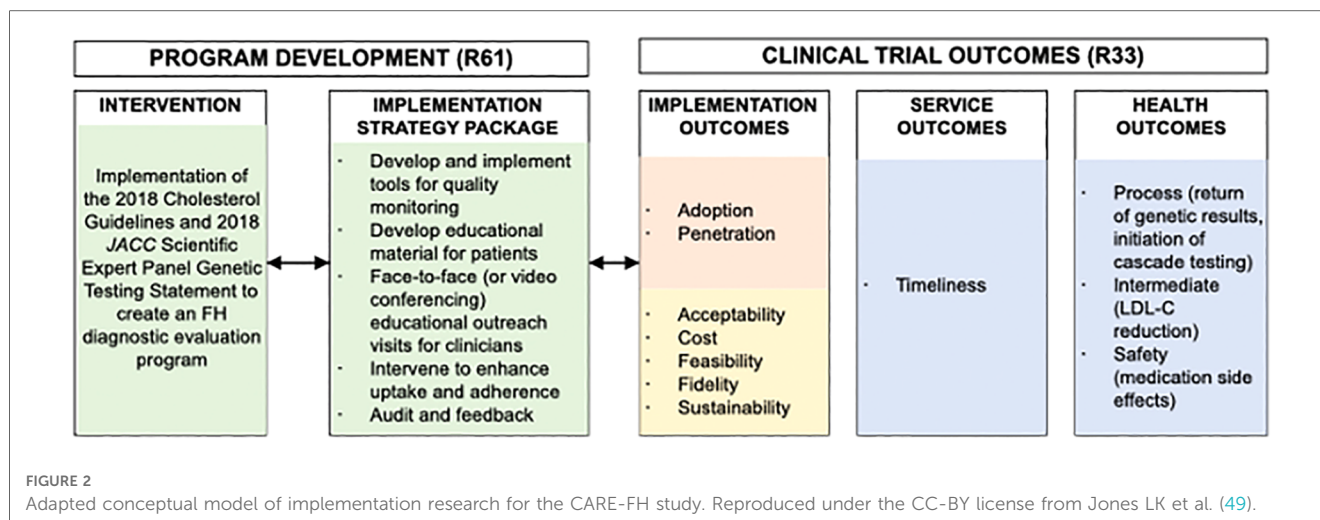 PROGRAM DEVELOPMENT (R61)
CLINICAL TRIAL OUTCOMES (R33)
INTERVENTION
Implementation of
the 2018 Cholesterol
Guidelines and 2018
JACC Scientific
Expert Panel Genetic
Testing Statement to
create an FH
diagnostic evaluation
program
IMPLEMENTATION
STRATEGY PACKAGE
· Develop and implement
tools for quality
monitoring
· Develop educational
material for patients
· Face-to-face (or video
conferencing)
educational outreach
visits for clinicians
· Intervene to enhance
uptake and adherence
· Audit and feedback
IMPLEMENTATION
OUTCOMES
· Adoption
· Penetration
· Acceptability
· Cost
· Feasibility
· Fidelity
· Sustainability
SERVICE
OUTCOMES
· Timeliness
HEALTH
OUTCOMES
· Process (return
of genetic results,
initiation of
cascade testing)
· Intermediate
(LDL-C
reduction)
· Safety
(medication side
effects)
FIGURE 2
Adapted conceptual model of implementation research for the CARE-FH study. Reproduced under the CC-BY license from Jones LK et al. (49).